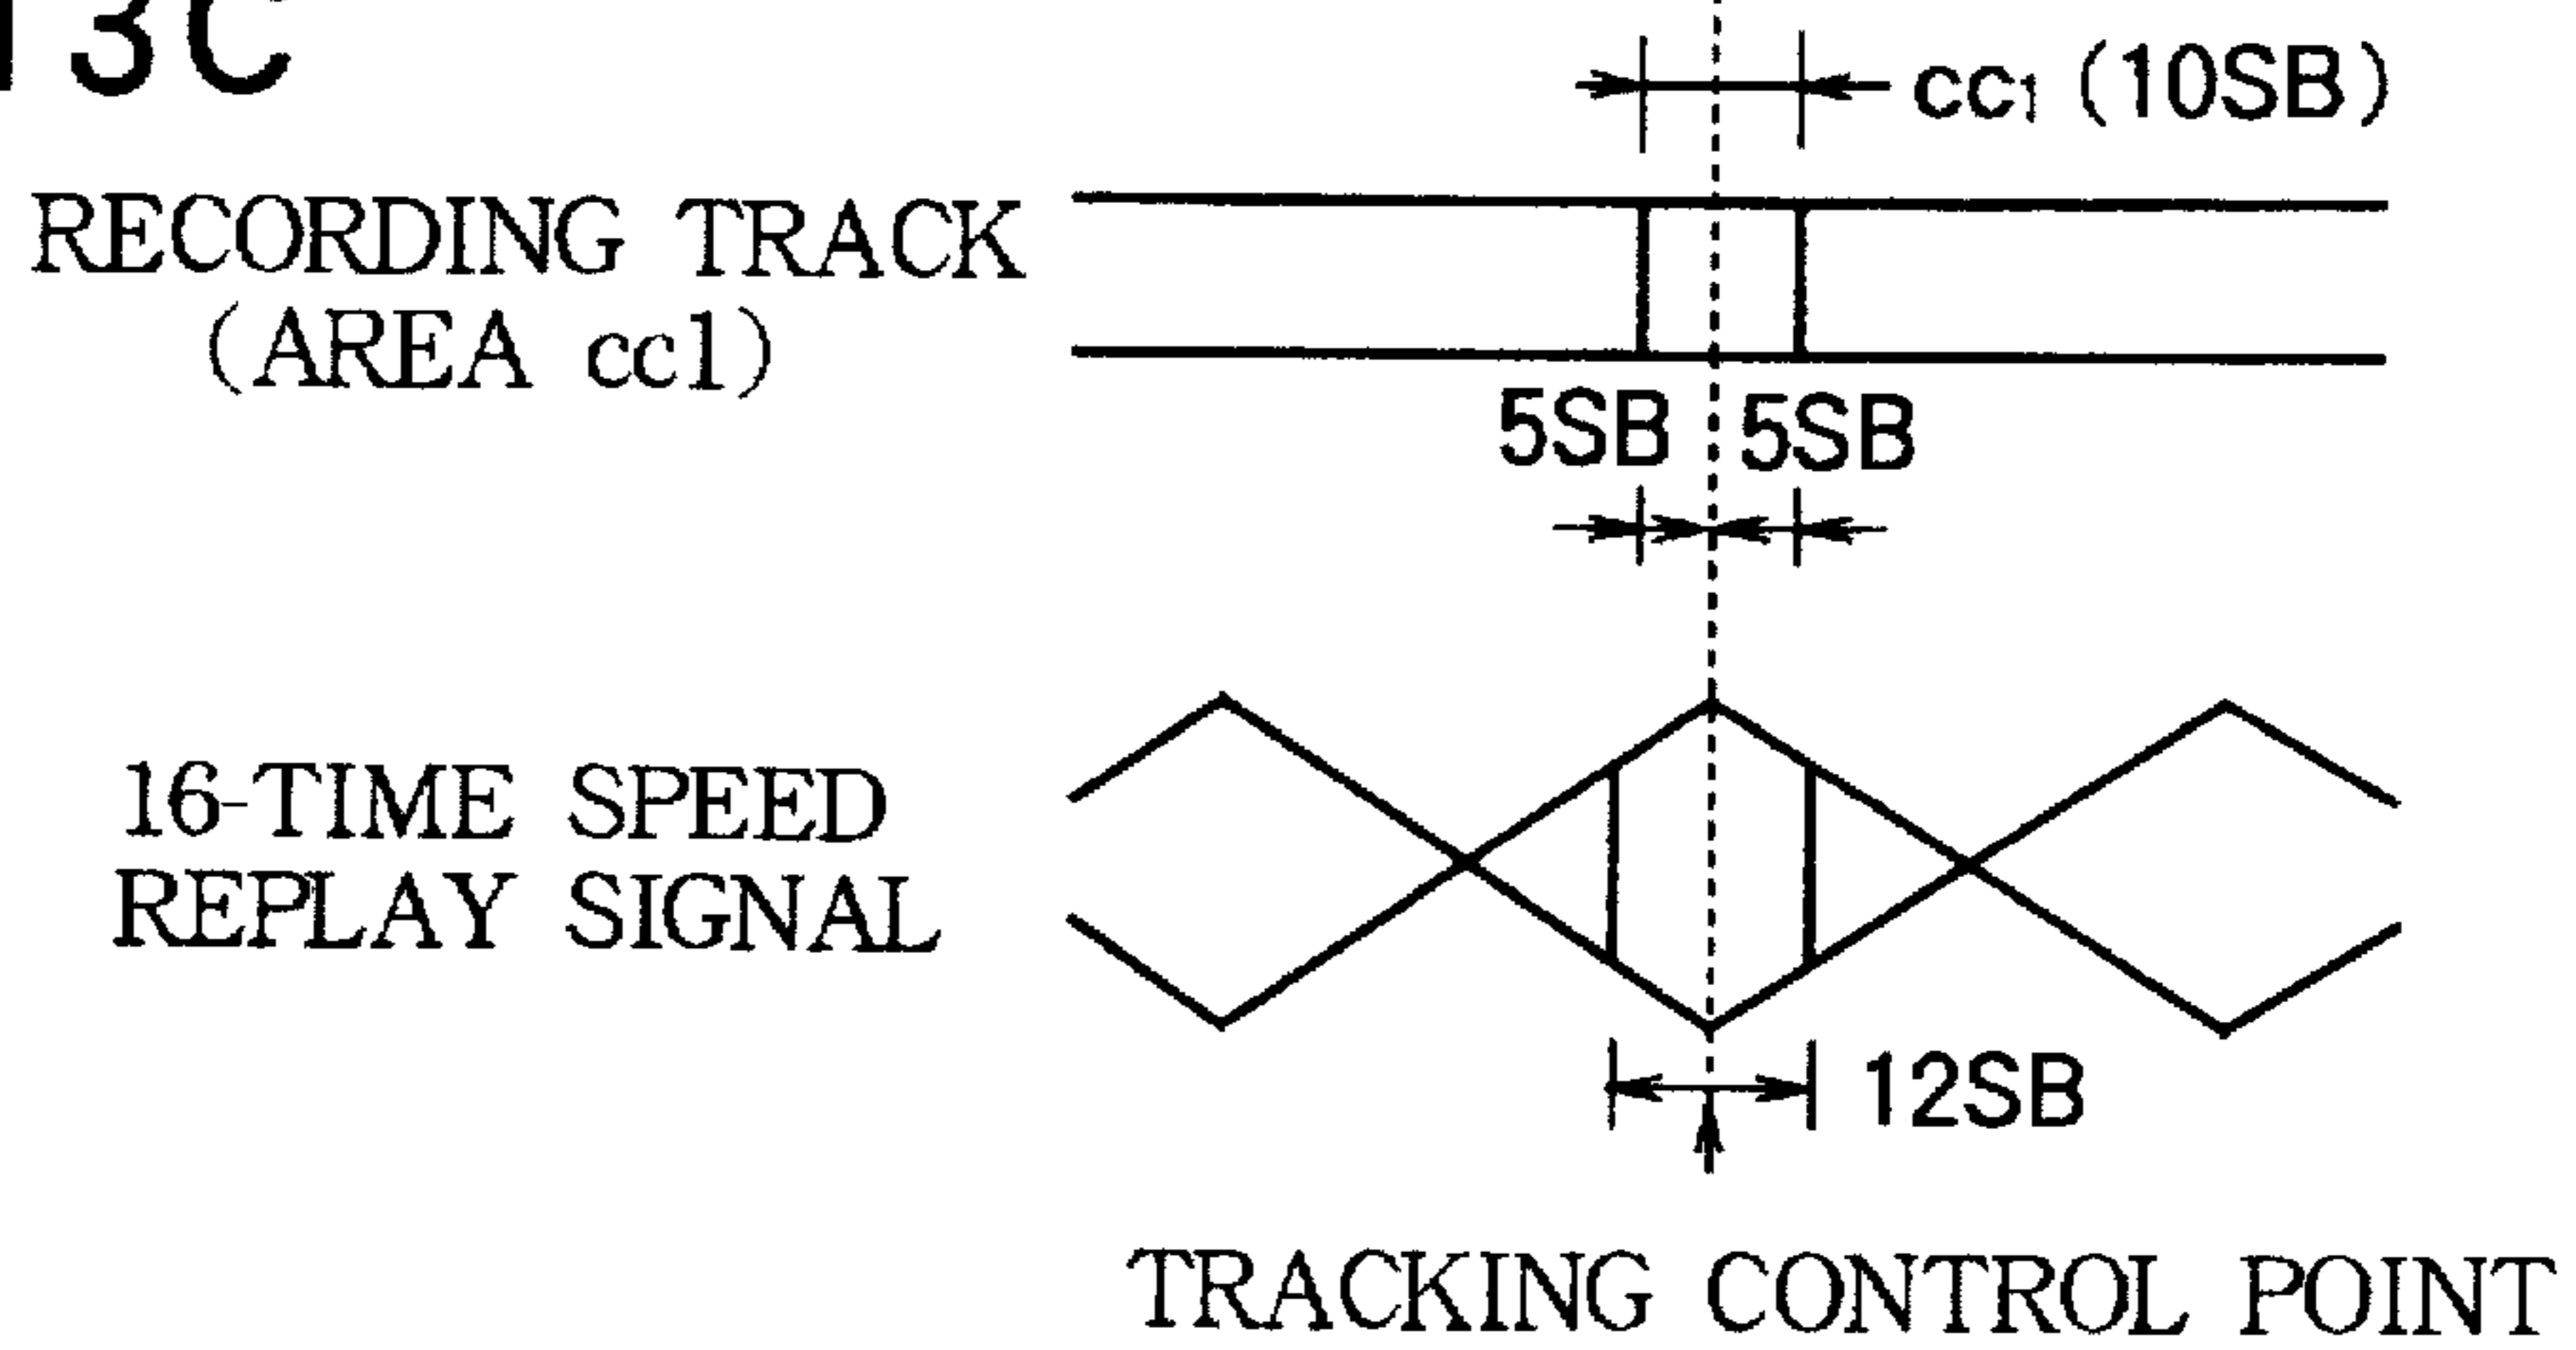 13C
cc₁ (10SB)
RECORDING TRACK
(AREA cc1)
5SB 5SB
16-TIME SPEED
REPLAY SIGNAL
12SB
TRACKING CONTROL POINT